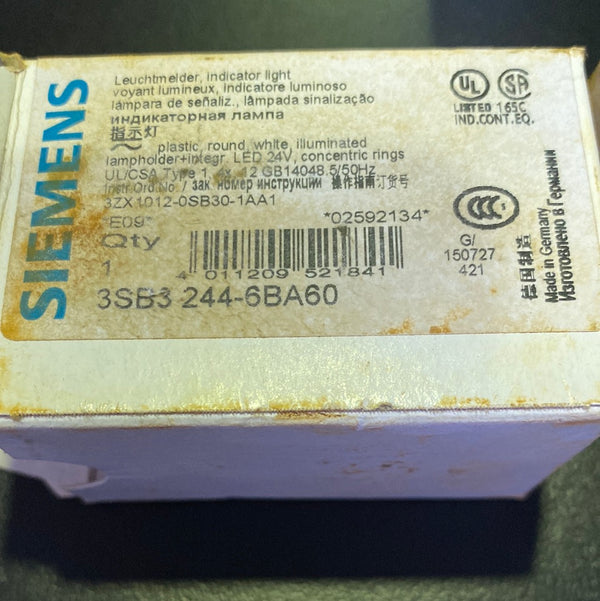 SIEMENS
Leuchtmelder, indicator light
voyant lumineux, indicatore luminoso
lámpara de señaliz., lâmpada sinalização
индикаторная лампа
指示灯
plastic, round, white, illuminated
lampholder+integr. LED 24V, concentric rings
UL/CSA Type 1, 4x, 12 GB14048.5/50Hz
Instr.Ord.No. / зак. номер инструкции 操作指南订货号
3ZX1012-0SB30-1AA1
*E09* *02592134*
Qty
1
4 011209 521841
3SB3 244-6BA60
UL SA
LISTED 165C
IND.CONT.EQ.
CCC
G/
150727
421
德国制造
Made in Germany
Изготовлено в Германии